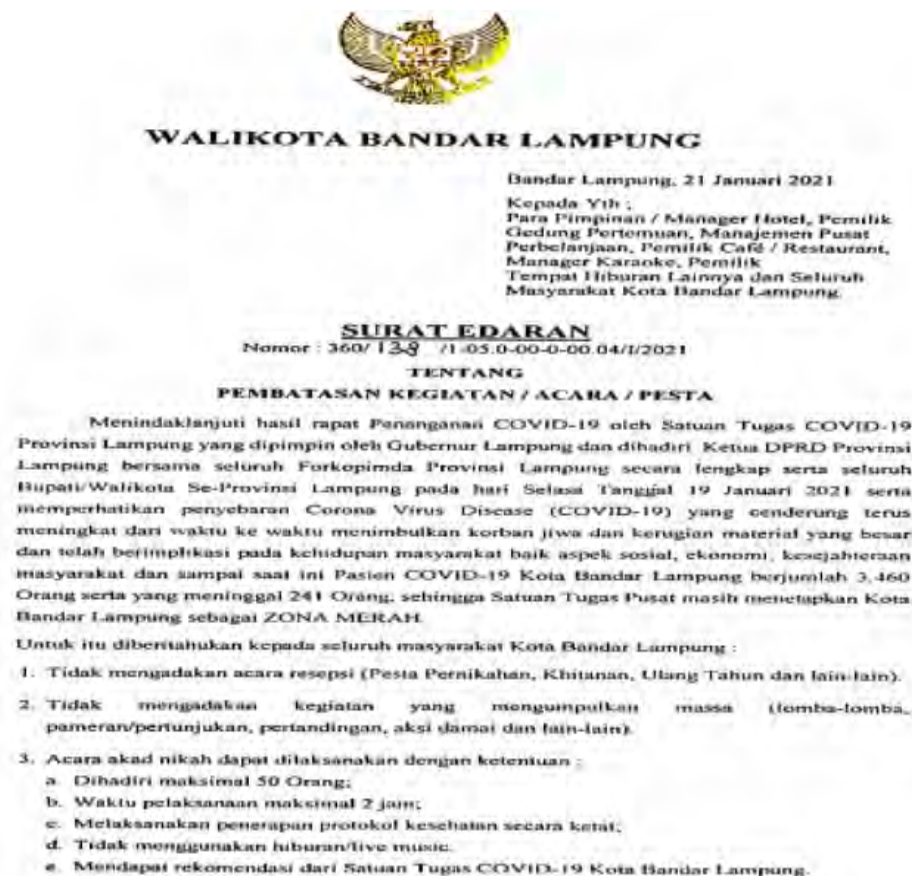 WALIKOTA BANDAR LAMPUNG
Bandar Lampung, 21 Januari 2021
Kepada Yth ;
Para Pimpinan / Manager Hotel, Pemilik
Gedung Pertemuan, Manajemen Pusat
Perbelanjaan, Pemilik Café / Restaurant,
Manager Karaoke, Pemilik
Tempat Hiburan Lainnya dan Seluruh
Masyarakat Kota Bandar Lampung
SURAT EDARAN
Nomor : 360/138 /1-05.0-00-0-00.04/I/2021
TENTANG
PEMBATASAN KEGIATAN / ACARA / PESTA
Menindaklanjuti hasil rapat Penanganan COVID-19 oleh Satuan Tugas COVID-19
Provinsi Lampung yang dipimpin oleh Gubernur Lampung dan dihadiri Ketua DPRD Provinsi
Lampung bersama seluruh Forkopimda Provinsi Lampung secara lengkap serta seluruh
Bupati/Walikota Se-Provinsi Lampung pada hari Selasa Tanggal 19 Januari 2021 serta
memperhatikan penyebaran Corona Virus Disease (COVID-19) yang cenderung terus
meningkat dari waktu ke waktu menimbulkan korban jiwa dan kerugian material yang besar
dan telah berimplikasi pada kehidupan masyarakat baik aspek sosial, ekonomi, kesejahteraan
masyarakat dan sampai saat ini Pasien COVID-19 Kota Bandar Lampung berjumlah 3.460
Orang serta yang meninggal 241 Orang, sehingga Satuan Tugas Pusat masih menetapkan Kota
Bandar Lampung sebagai ZONA MERAH.
Untuk itu diberitahukan kepada seluruh masyarakat Kota Bandar Lampung :
1. Tidak mengadakan acara resepsi (Pesta Pernikahan, Khitanan, Ulang Tahun dan lain-lain).
2. Tidak mengadakan kegiatan yang mengumpulkan massa (lomba-lomba,
pameran/pertunjukan, pertandingan, aksi damai dan lain-lain).
3. Acara akad nikah dapat dilaksanakan dengan ketentuan :
a. Dihadiri maksimal 50 Orang;
b. Waktu pelaksanaan maksimal 2 jam;
c. Melaksanakan penerapan protokol kesehatan secara ketat;
d. Tidak menggunakan hiburan/live music.
e. Mendapat rekomendasi dari Satuan Tugas COVID-19 Kota Bandar Lampung.